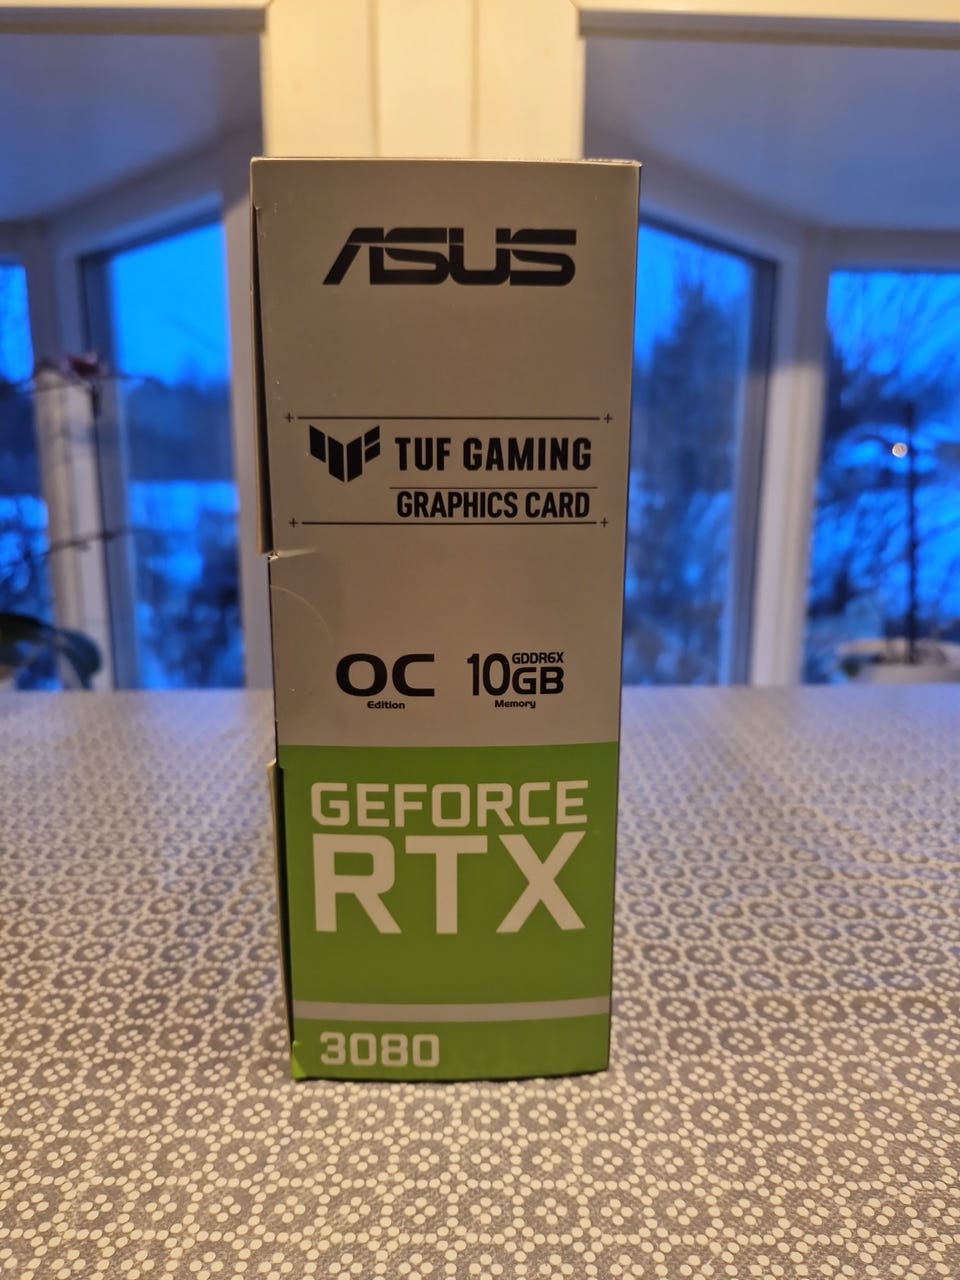 ASUS
TUF GAMING
GRAPHICS CARD
OC
Edition
10GB
GDDR6X
Memory
GEFORCE
RTX
3080